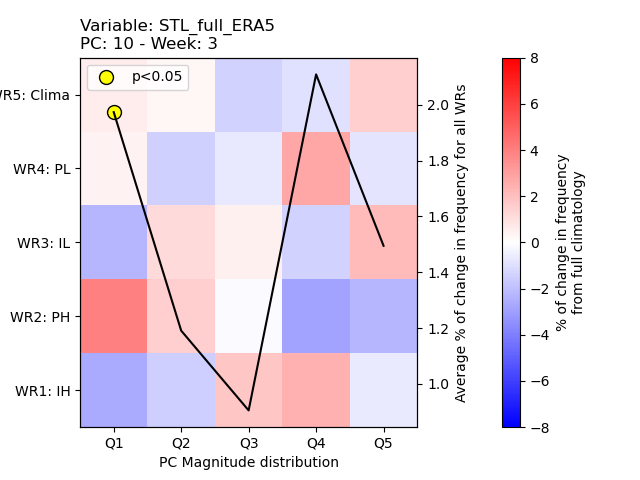 Variable: STL_full_ERA5
PC: 10 - Week: 3
p<0.05
WR5: Clima
WR4: PL
WR3: IL
WR2: PH
WR1: IH
Q1 Q2 Q3 Q4 Q5
PC Magnitude distribution
2.0
1.8
1.6
1.4
1.2
1.0
Average % of change in frequency for all WRs
8
6
4
2
0
−2
−4
−6
−8
% of change in frequency
from full climatology